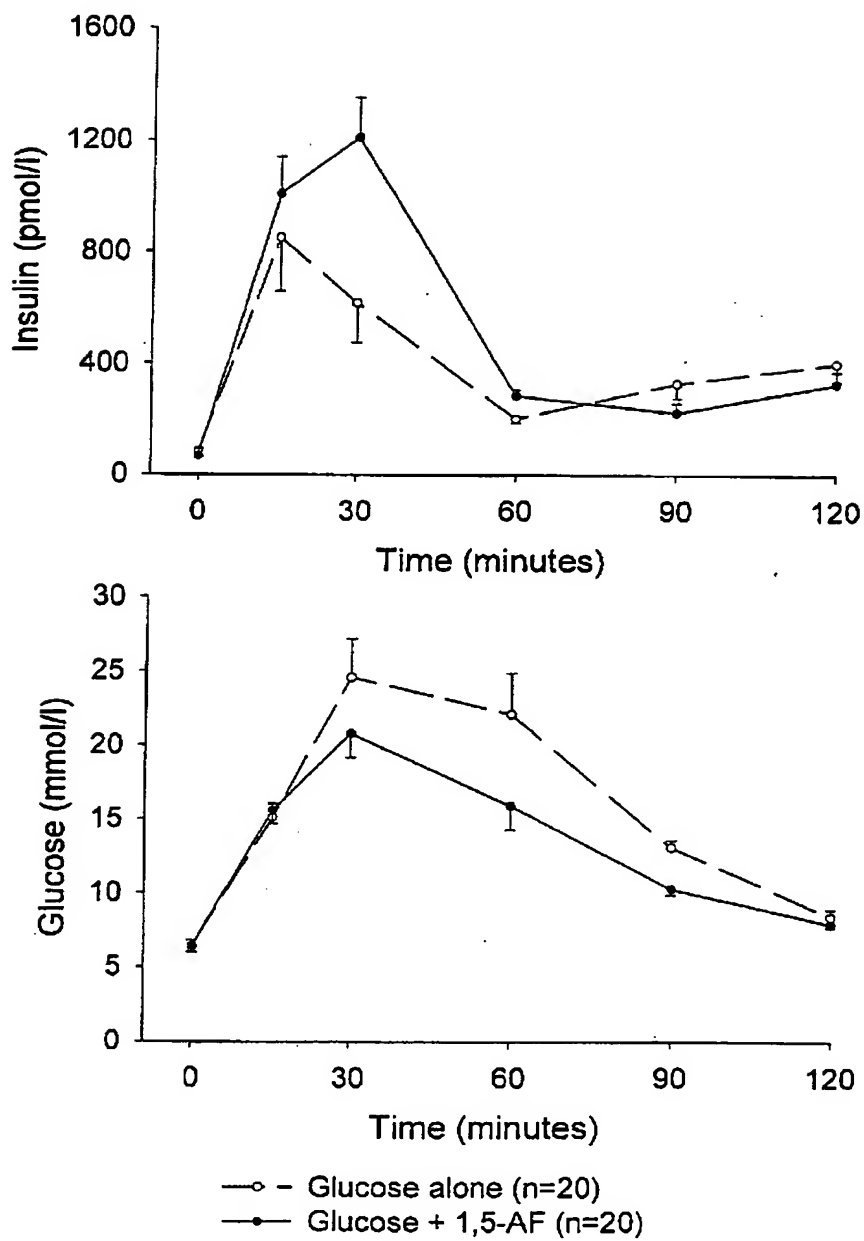 1600
1200
800
400
0
Insulin (pmol/l)
0 30 60 90 120
Time (minutes)
30
25
20
15
10
5
0
Glucose (mmol/l)
0 30 60 90 120
Time (minutes)
Glucose alone (n=20)
Glucose + 1,5-AF (n=20)